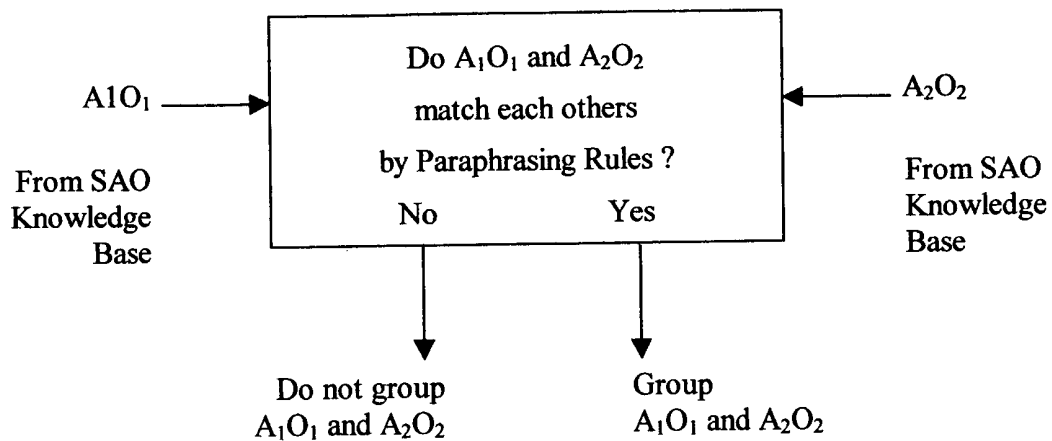 Do A₁O₁ and A₂O₂
match each others
by Paraphrasing Rules ?
No Yes
A1O₁
From SAO
Knowledge
Base
A₂O₂
From SAO
Knowledge
Base
Do not group
A₁O₁ and A₂O₂
Group
A₁O₁ and A₂O₂